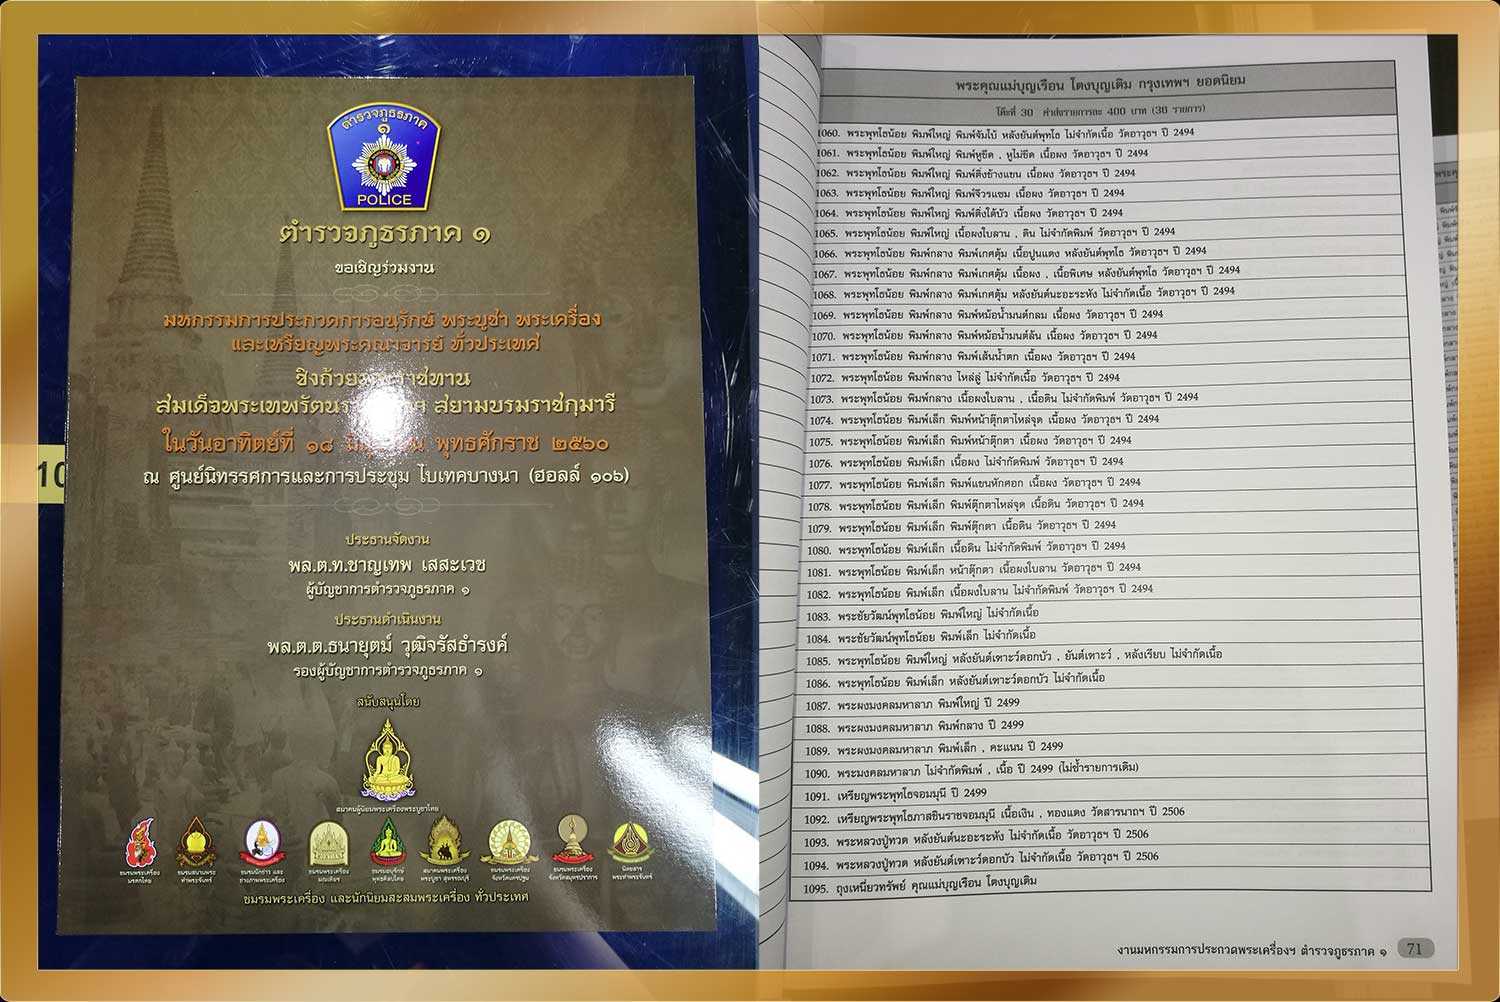 ตำรวจภูธรภาค
๑
POLICE
ตำรวจภูธรภาค ๑
ขอเชิญร่วมงาน
มหกรรมการประกวดการอนุรักษ์ พระบูชา พระเครื่อง
และเหรียญพระคณาจารย์ ทั่วประเทศ
ชิงถ้วย
สมเด็จพระเทพรัตน สยามบรมราชกุมารี
ในวันอาทิตย์ที่ ๑๘ พุทธศักราช ๒๕๖๐
ณ ศูนย์นิทรรศการและการประชุม ไบเทคบางนา (ฮอลล์ ๑๐๖)
ประธานจัดงาน
พล.ต.ท.ชาญเทพ เสสะเวช
ผู้บัญชาการตำรวจภูธรภาค ๑
ประธานดำเนินงาน
พล.ต.ต.ธนายุตม์ วุฒิจรัสธำรงค์
รองผู้บัญชาการตำรวจภูธรภาค ๑
สนับสนุนโดย
สมาคมผู้นิยมพระเครื่องพระบูชาไทย
ชมรมพระเครื่อง และนักนิยมสะสมพระเครื่อง ทั่วประเทศ
10
พระคุณแม่บุญเรือน โตงบุญเติม กรุงเทพฯ ยอดนิยม
โต๊ะที่ 30 ค่าส่งรายการละ 400 บาท (36 รายการ)
1060. พระพุทโธน้อย พิมพ์ใหญ่ พิมพ์จัมโบ้ หลังยันต์พุทโธ ไม่จำกัดเนื้อ วัดอาวุธฯ ปี 2494
1061. พระพุทโธน้อย พิมพ์ใหญ่ พิมพ์หูขีด , หูไม่ขีด เนื้อผง วัดอาวุธฯ ปี 2494
1062. พระพุทโธน้อย พิมพ์ใหญ่ พิมพ์ติ่งข้างแขน เนื้อผง วัดอาวุธฯ ปี 2494
1063. พระพุทโธน้อย พิมพ์ใหญ่ พิมพ์จีวรแซม เนื้อผง วัดอาวุธฯ ปี 2494
1064. พระพุทโธน้อย พิมพ์ใหญ่ พิมพ์ติ่งใต้บัว เนื้อผง วัดอาวุธฯ ปี 2494
1065. พระพุทโธน้อย พิมพ์ใหญ่ เนื้อผงใบลาน , ดิน ไม่จำกัดพิมพ์ วัดอาวุธฯ ปี 2494
1066. พระพุทโธน้อย พิมพ์กลาง พิมพ์เกศตุ้ม เนื้อปูนแดง หลังยันต์พุทโธ วัดอาวุธฯ ปี 2494
1067. พระพุทโธน้อย พิมพ์กลาง พิมพ์เกศตุ้ม เนื้อผง , เนื้อพิเศษ หลังยันต์พุทโธ วัดอาวุธฯ ปี 2494
1068. พระพุทโธน้อย พิมพ์กลาง พิมพ์เกศตุ้ม หลังยันต์นะอะระหัง ไม่จำกัดเนื้อ วัดอาวุธฯ ปี 2494
1069. พระพุทโธน้อย พิมพ์กลาง พิมพ์หม้อน้ำมนต์กลม เนื้อผง วัดอาวุธฯ ปี 2494
1070. พระพุทโธน้อย พิมพ์กลาง พิมพ์หม้อน้ำมนต์ล้น เนื้อผง วัดอาวุธฯ ปี 2494
1071. พระพุทโธน้อย พิมพ์กลาง พิมพ์เส้นน้ำตก เนื้อผง วัดอาวุธฯ ปี 2494
1072. พระพุทโธน้อย พิมพ์กลาง ไหล่ลู่ ไม่จำกัดเนื้อ วัดอาวุธฯ ปี 2494
1073. พระพุทโธน้อย พิมพ์กลาง เนื้อผงใบลาน , เนื้อดิน ไม่จำกัดพิมพ์ วัดอาวุธฯ ปี 2494
1074. พระพุทโธน้อย พิมพ์เล็ก พิมพ์หน้าตุ๊กตาไหล่จุด เนื้อผง วัดอาวุธฯ ปี 2494
1075. พระพุทโธน้อย พิมพ์เล็ก พิมพ์หน้าตุ๊กตา เนื้อผง วัดอาวุธฯ ปี 2494
1076. พระพุทโธน้อย พิมพ์เล็ก เนื้อผง ไม่จำกัดพิมพ์ วัดอาวุธฯ ปี 2494
1077. พระพุทโธน้อย พิมพ์เล็ก พิมพ์แขนหักศอก เนื้อผง วัดอาวุธฯ ปี 2494
1078. พระพุทโธน้อย พิมพ์เล็ก พิมพ์ตุ๊กตาไหล่จุด เนื้อดิน วัดอาวุธฯ ปี 2494
1079. พระพุทโธน้อย พิมพ์เล็ก พิมพ์ตุ๊กตา เนื้อดิน วัดอาวุธฯ ปี 2494
1080. พระพุทโธน้อย พิมพ์เล็ก เนื้อดิน ไม่จำกัดพิมพ์ วัดอาวุธฯ ปี 2494
1081. พระพุทโธน้อย พิมพ์เล็ก หน้าตุ๊กตา เนื้อผงใบลาน วัดอาวุธฯ ปี 2494
1082. พระพุทโธน้อย พิมพ์เล็ก เนื้อผงใบลาน ไม่จำกัดพิมพ์ วัดอาวุธฯ ปี 2494
1083. พระชัยวัฒน์พุทโธน้อย พิมพ์ใหญ่ ไม่จำกัดเนื้อ
1084. พระชัยวัฒน์พุทโธน้อย พิมพ์เล็ก ไม่จำกัดเนื้อ
1085. พระพุทโธน้อย พิมพ์ใหญ่ หลังยันต์เฑาะว์ดอกบัว , ยันต์เฑาะว์ , หลังเรียบ ไม่จำกัดเนื้อ
1086. พระพุทโธน้อย พิมพ์เล็ก หลังยันต์เฑาะว์ดอกบัว ไม่จำกัดเนื้อ
1087. พระผงมงคลมหาลาภ พิมพ์ใหญ่ ปี 2499
1088. พระผงมงคลมหาลาภ พิมพ์กลาง ปี 2499
1089. พระผงมงคลมหาลาภ พิมพ์เล็ก , คะแนน ปี 2499
1090. พระมงคลมหาลาภ ไม่จำกัดพิมพ์ , เนื้อ ปี 2499 (ไม่ซ้ำรายการเดิม)
1091. เหรียญพระพุทโธจอมมุนี ปี 2499
1092. เหรียญพระพุทโธภาสชินราชจอมมุนี เนื้อเงิน , ทองแดง วัดสารนาถฯ ปี 2506
1093. พระหลวงปู่ทวด หลังยันต์นะอะระหัง ไม่จำกัดเนื้อ วัดอาวุธฯ ปี 2506
1094. พระหลวงปู่ทวด หลังยันต์เฑาะว์ดอกบัว ไม่จำกัดเนื้อ วัดอาวุธฯ ปี 2506
1095. ถุงเหนี่ยวทรัพย์ คุณแม่บุญเรือน โตงบุญเติม
งานมหกรรมการประกวดพระเครื่องฯ ตำรวจภูธรภาค ๑ 71